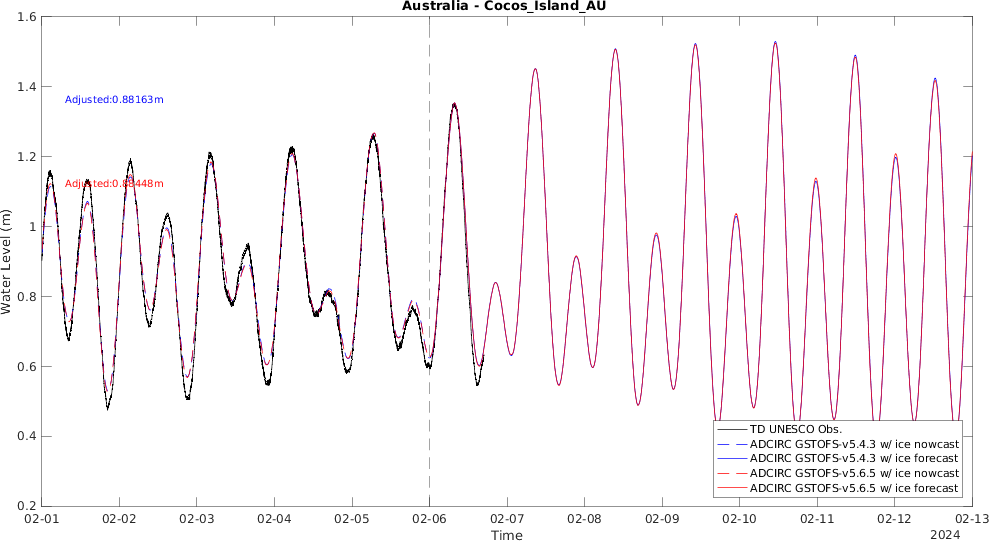 Australia - Cocos_Island_AU
1.6
1.4
1.2
1
0.8
0.6
0.4
0.2
Water Level (m)
Adjusted:0.88163m
Adjusted:0.88448m
TD UNESCO Obs.
ADCIRC GSTOFS-v5.4.3 w/ ice nowcast
ADCIRC GSTOFS-v5.4.3 w/ ice forecast
ADCIRC GSTOFS-v5.6.5 w/ ice nowcast
ADCIRC GSTOFS-v5.6.5 w/ ice forecast
02-01 02-02 02-03 02-04 02-05 02-06 02-07 02-08 02-09 02-10 02-11 02-12 02-13
Time
2024